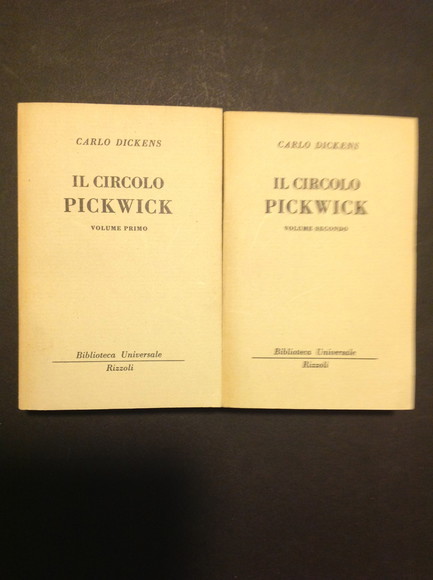 CARLO DICKENS
IL CIRCOLO
PICKWICK
VOLUME PRIMO
Biblioteca Universale
Rizzoli
CARLO DICKENS
IL CIRCOLO
PICKWICK
VOLUME SECONDO
Biblioteca Universale
Rizzoli